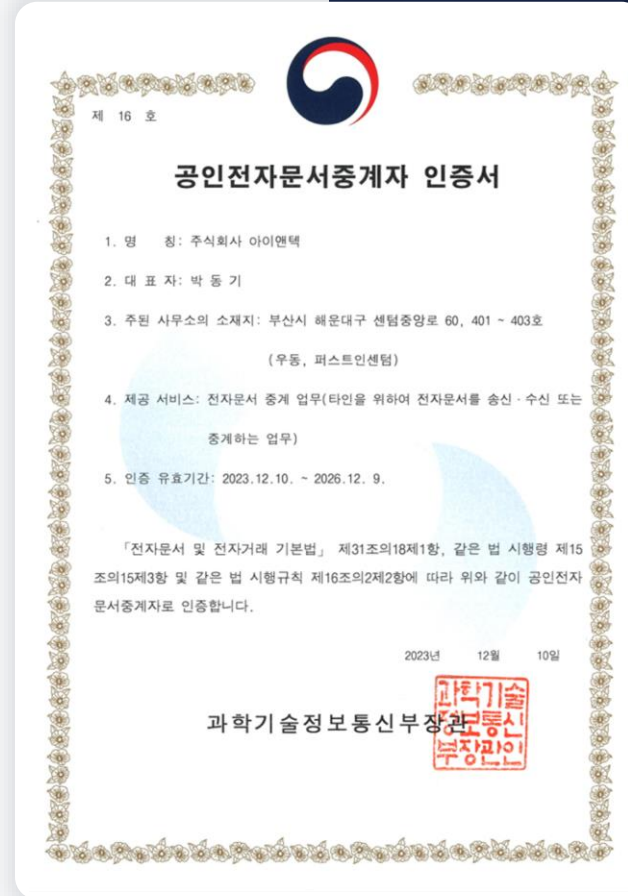 제 16 호
공인전자문서중계자 인증서
1. 명 칭: 주식회사 아이앤텍
2. 대 표 자: 박 동 기
3. 주된 사무소의 소재지: 부산시 해운대구 센텀중앙로 60, 401 ~ 403호
(우동, 퍼스트인센텀)
4. 제공 서비스: 전자문서 중계 업무(타인을 위하여 전자문서를 송신 · 수신 또는
중계하는 업무)
5. 인증 유효기간: 2023.12.10. ~ 2026.12. 9.
「전자문서 및 전자거래 기본법」 제31조의18제1항, 같은 법 시행령 제15
조의15제3항 및 같은 법 시행규칙 제16조의2제2항에 따라 위와 같이 공인전자
문서중계자로 인증합니다.
2023년 12월 10일
과학기술정보통신부장관
과학기술
정보통신
부장관인